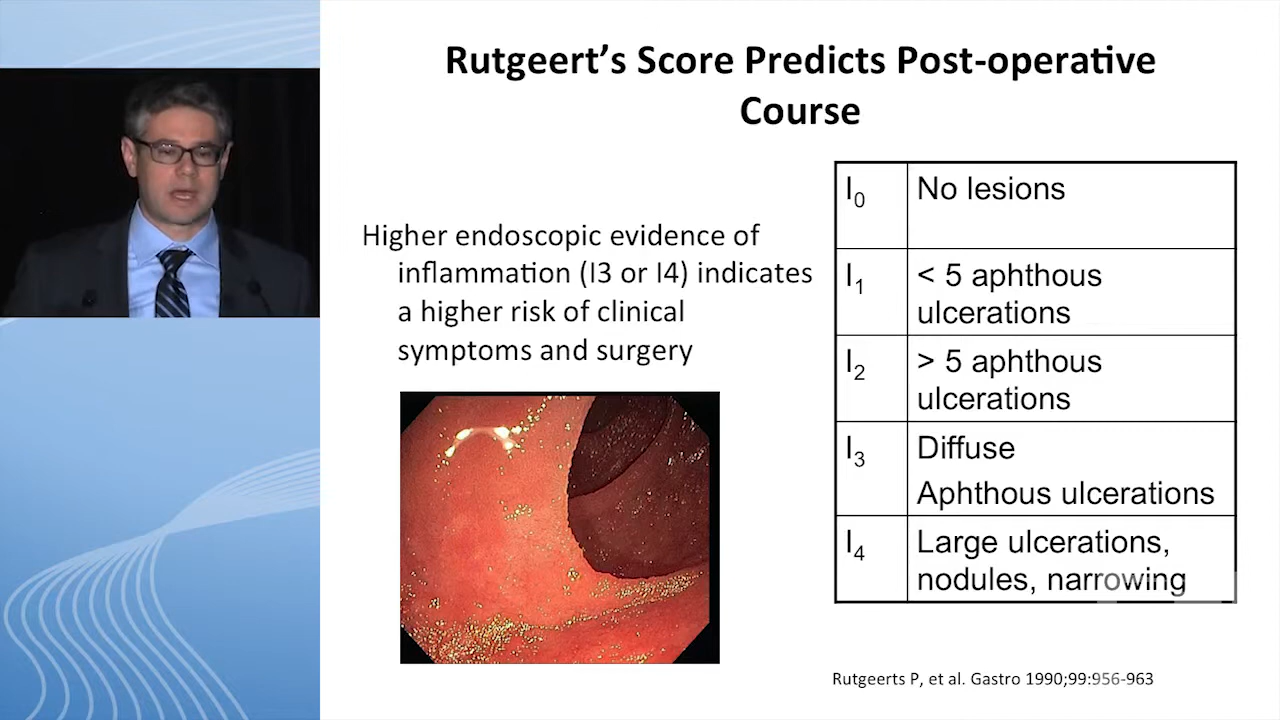 Rutgeert's Score Predicts Post-operative
Course
Higher endoscopic evidence of
inflammation (I3 or I4) indicates
a higher risk of clinical
symptoms and surgery
I0 No lesions
I1 < 5 aphthous
ulcerations
I2 > 5 aphthous
ulcerations
I3 Diffuse
Aphthous ulcerations
I4 Large ulcerations,
nodules, narrowing
Rutgeerts P, et al. Gastro 1990;99:956-963